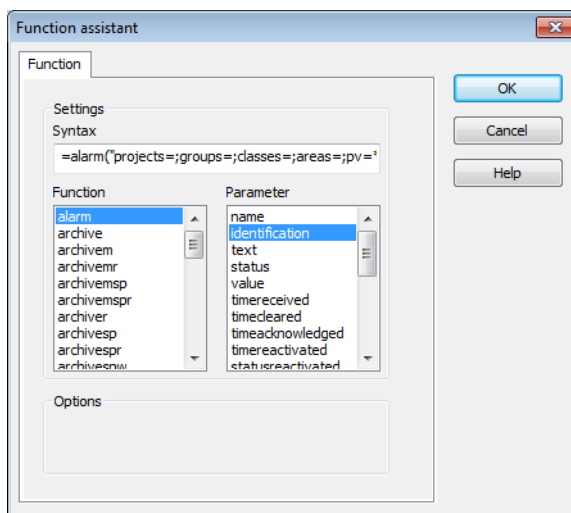 Function assistant
Function
Settings
Syntax
=alarm("projects=;groups=;classes=;areas=;pv=*
Function
alarm
archive
archivem
archivemr
archivemsp
archivemspr
archiver
archivesp
archivespr
archivespw
Parameter
name
identification
text
status
value
timereceived
timecleared
timeacknowledged
timereactivated
statusreactivated
Options
OK
Cancel
Help